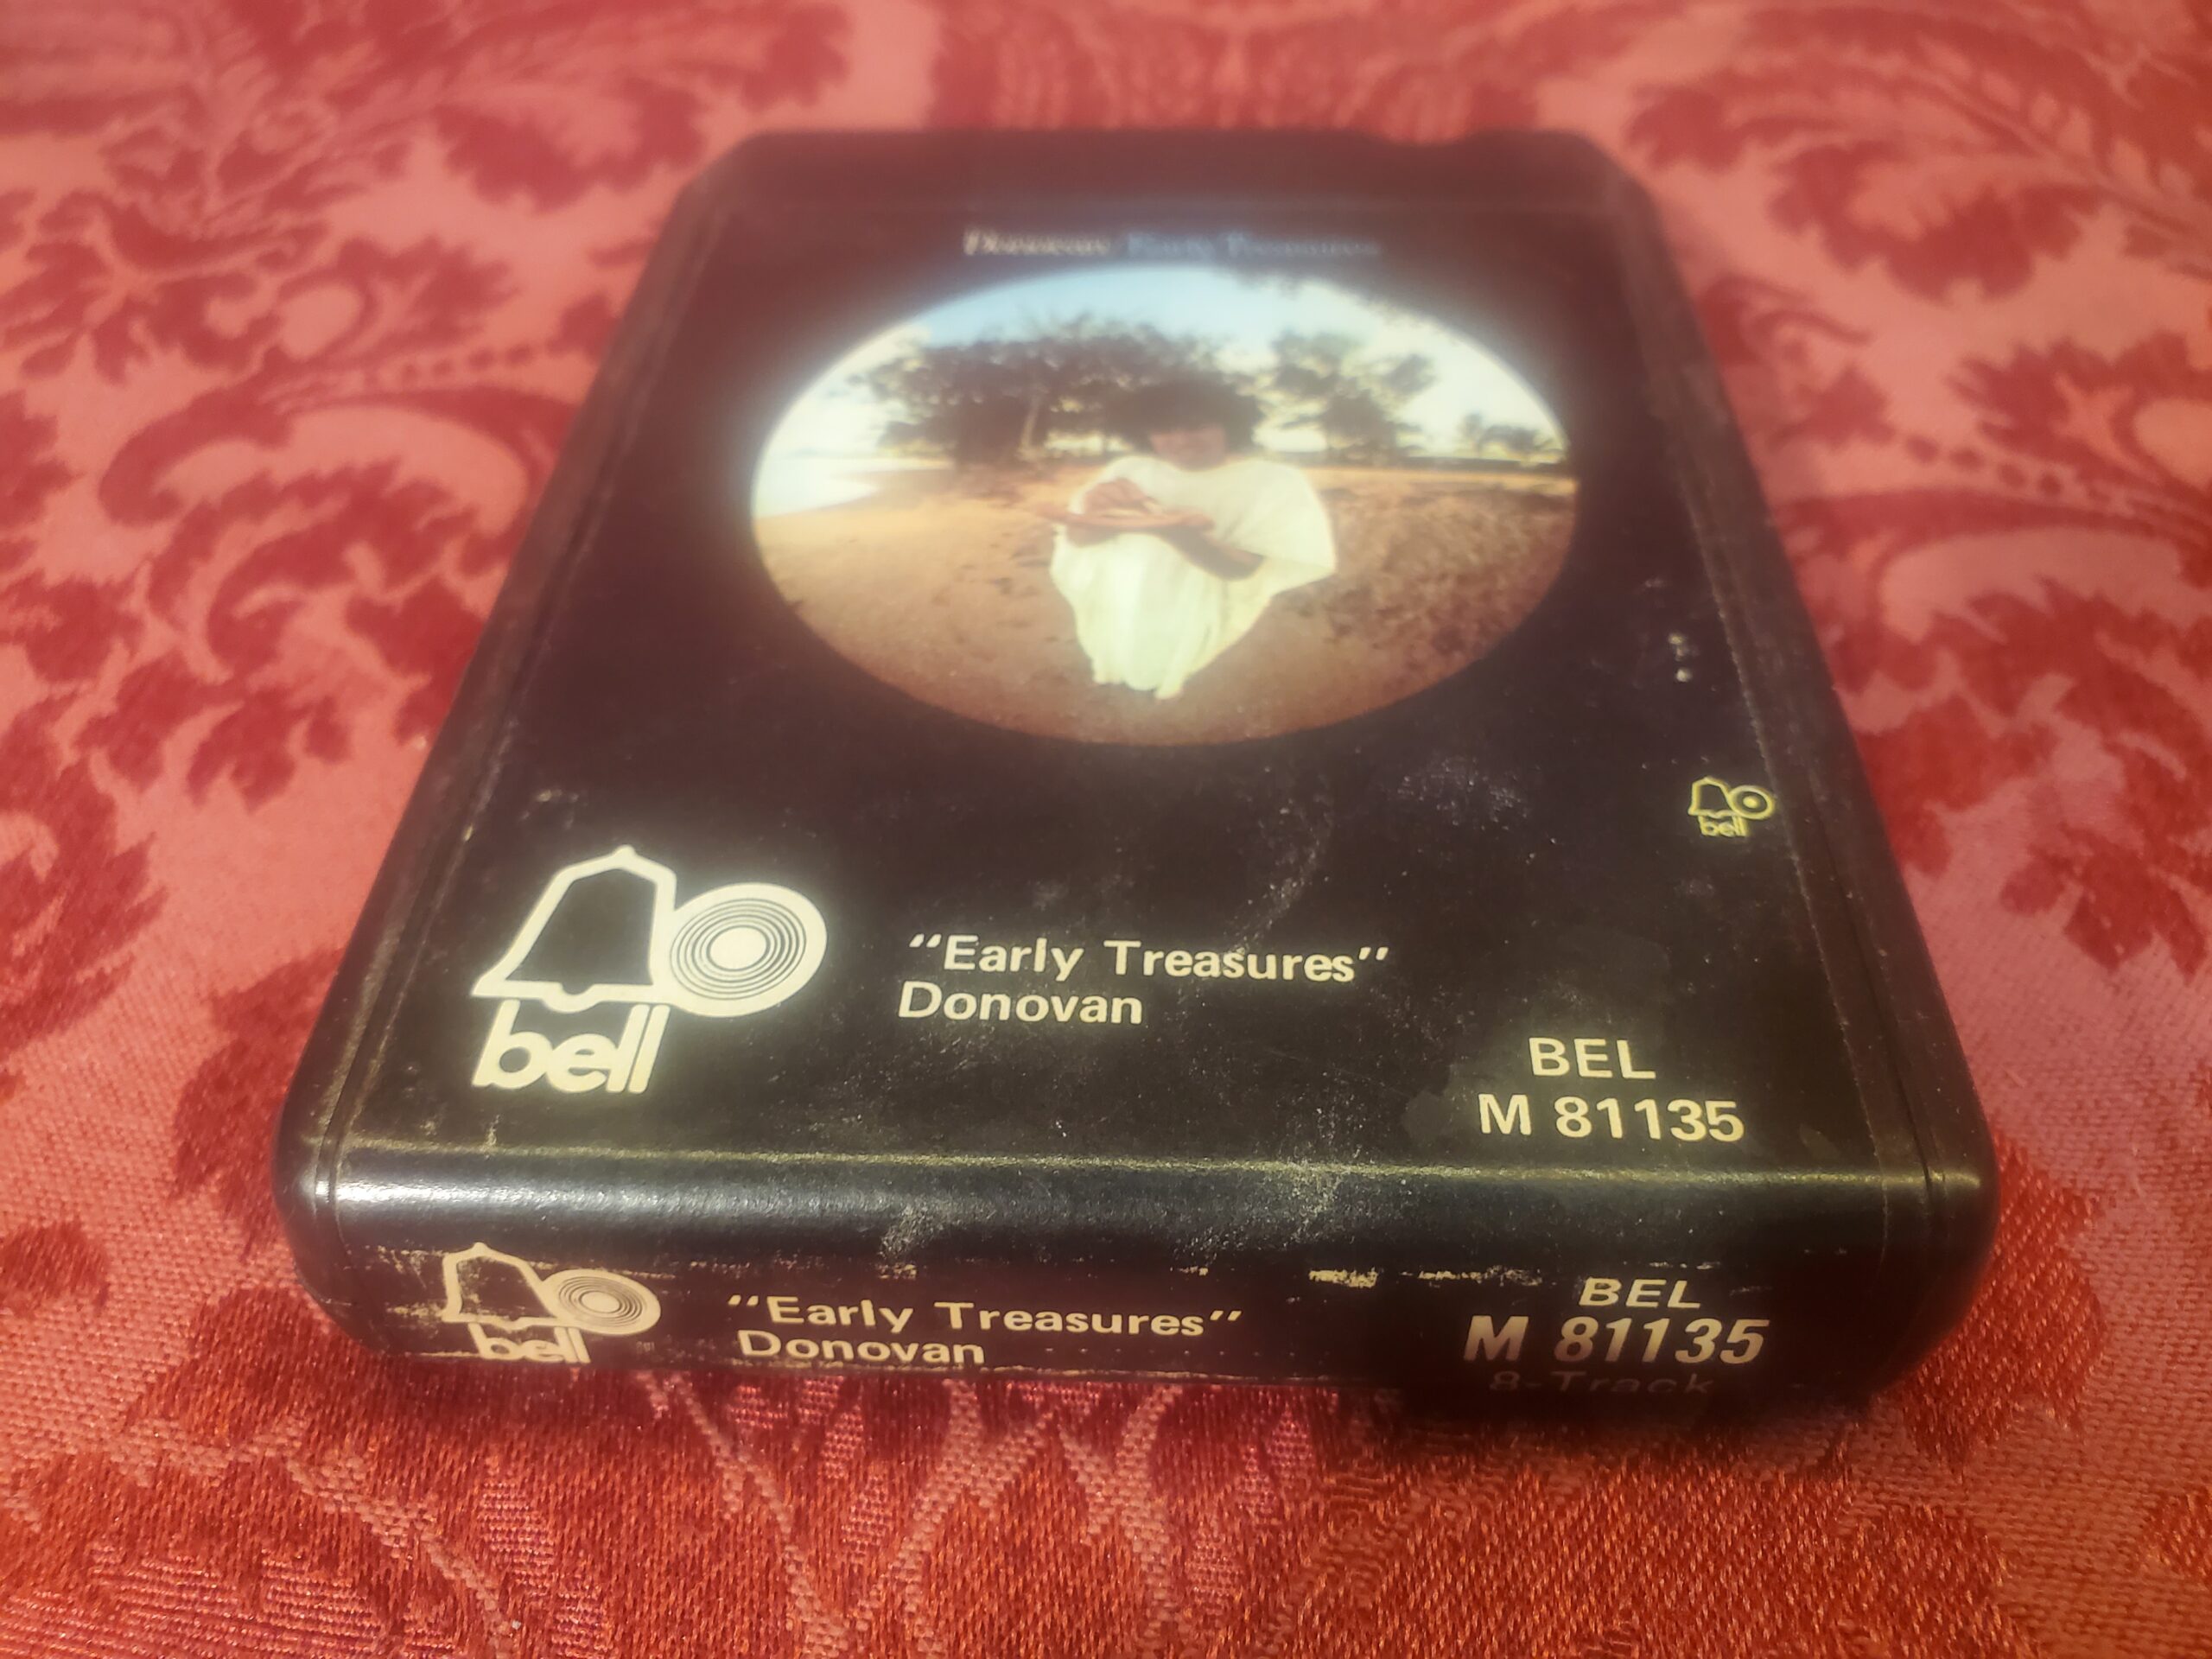 Donovan Early Treasures
bell
bell
"Early Treasures"
Donovan
BEL
M 81135
bell
"Early Treasures"
Donovan
BEL
M 81135
8-Track